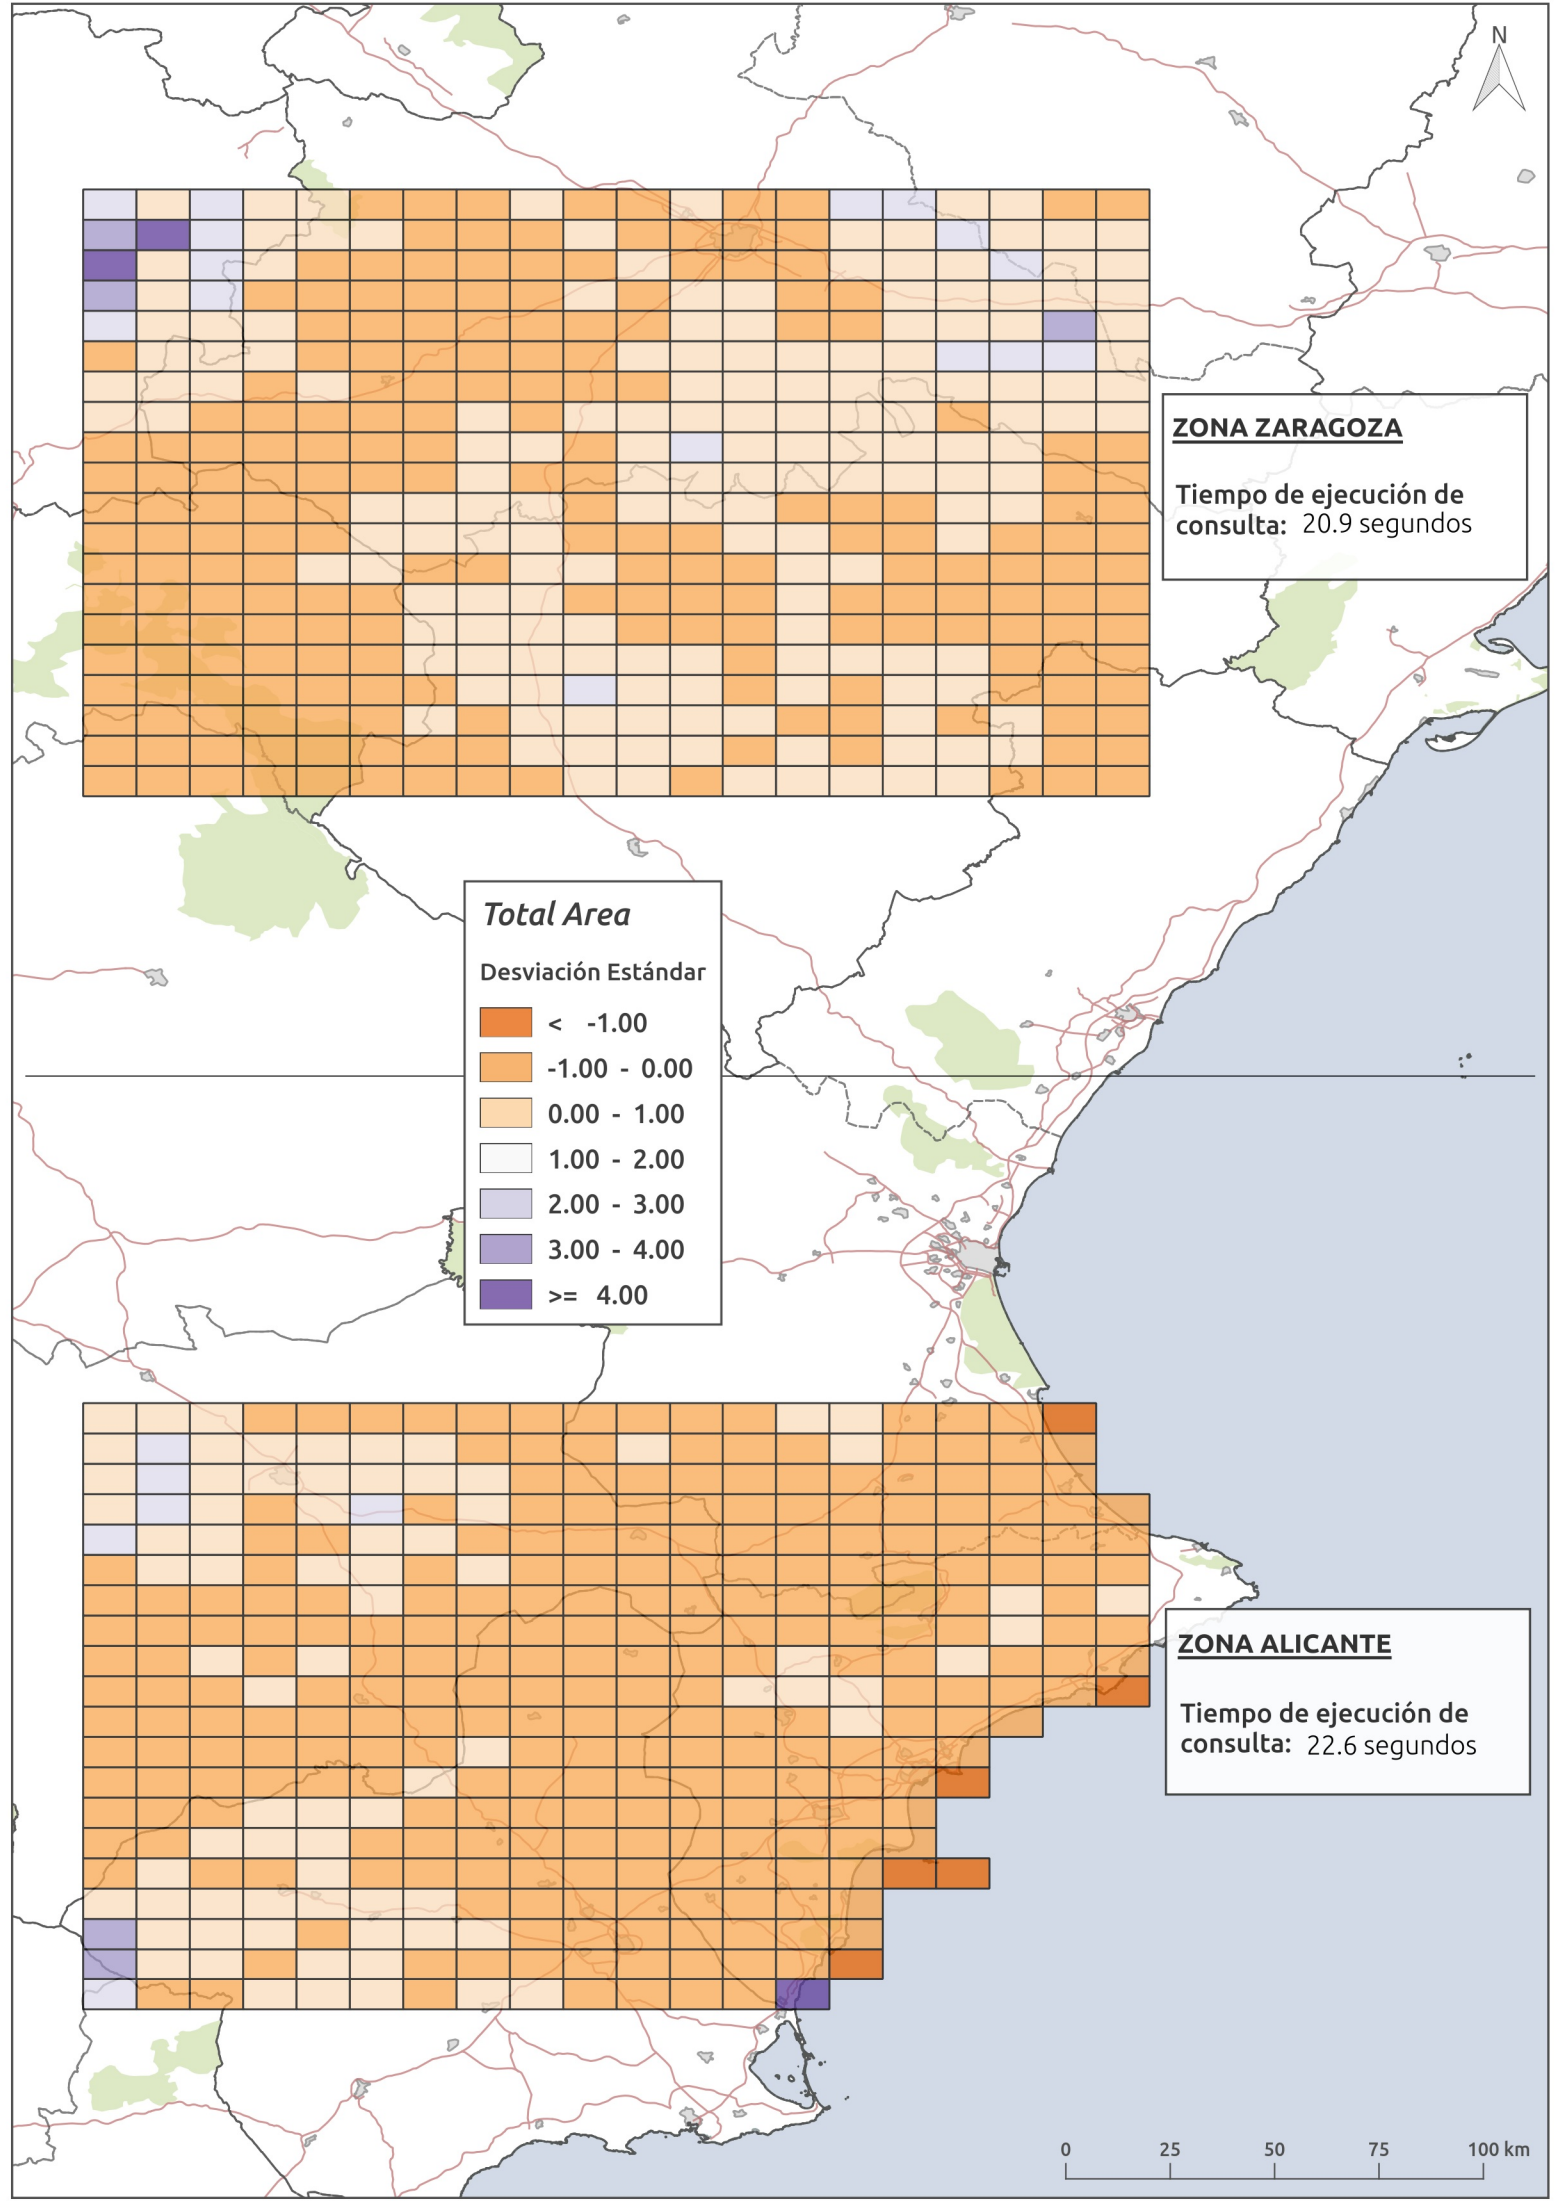 N
ZONA ZARAGOZA
Tiempo de ejecución de
consulta: 20.9 segundos
Total Area
Desviación Estándar
< -1.00
-1.00 - 0.00
0.00 - 1.00
1.00 - 2.00
2.00 - 3.00
3.00 - 4.00
>= 4.00
ZONA ALICANTE
Tiempo de ejecución de
consulta: 22.6 segundos
0 25 50 75 100 km